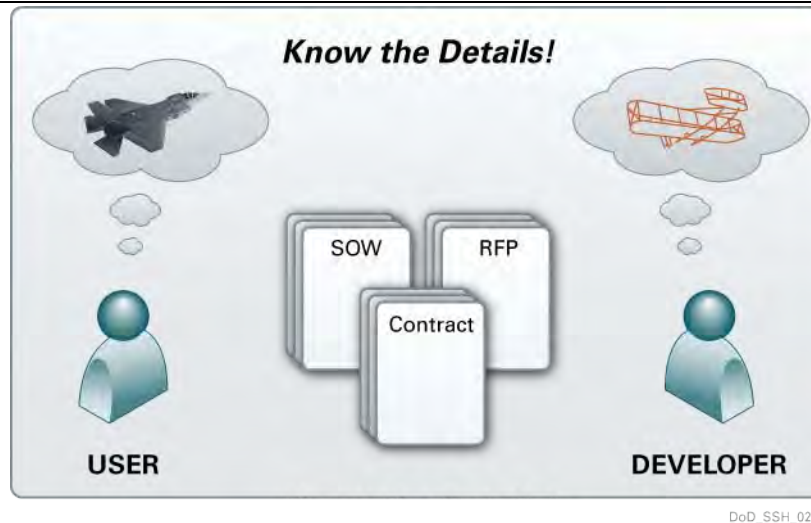 Know the Details!
SOW
RFP
Contract
USER
DEVELOPER
DoD_SSH_02